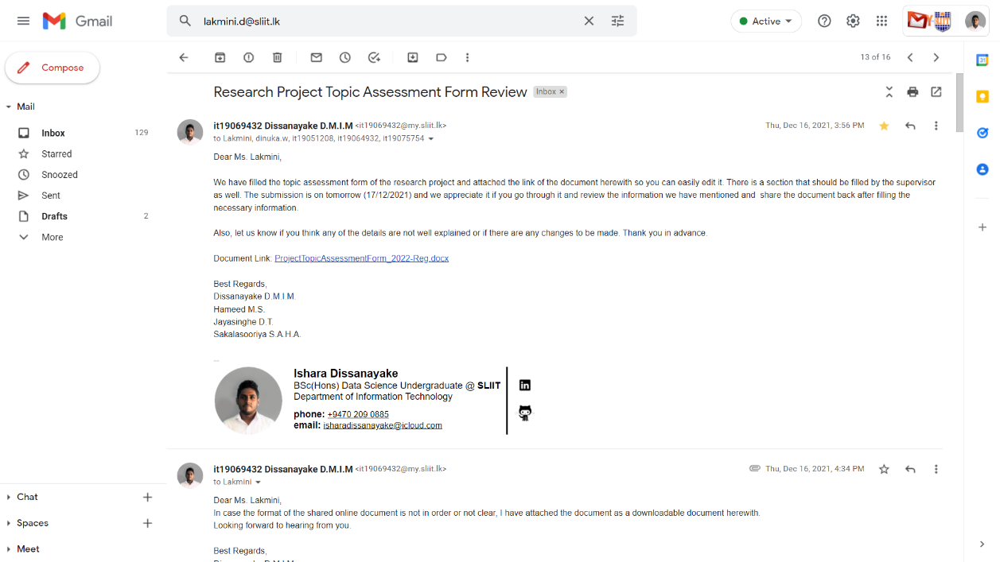 Gmail
lakmini.d@sliit.lk
Active
Compose
13 of 16
31
Mail
Inbox 129
Starred
Snoozed
Sent
Drafts 2
More
Chat
Spaces
Meet
Research Project Topic Assessment Form Review Inbox ×
it19069432 Dissanayake D.M.I.M <it19069432@my.sliit.lk> Thu, Dec 16, 2021, 3:56 PM
to Lakmini, dinuka.w, it19051208, it19064932, it19075754
Dear Ms. Lakmini,
We have filled the topic assessment form of the research project and attached the link of the document herewith so you can easily edit it. There is a section that should be filled by the supervisor
as well. The submission is on tomorrow (17/12/2021) and we appreciate it if you go through it and review the information we have mentioned and share the document back after filling the
necessary information.
Also, let us know if you think any of the details are not well explained or if there are any changes to be made. Thank you in advance.
Document Link: ProjectTopicAssessmentForm_2022-Reg.docx
Best Regards,
Dissanayake D.M.I.M.
Hameed M.S.
Jayasinghe D.T.
Sakalasooriya S.A.H.A.
--
Ishara Dissanayake
BSc(Hons) Data Science Undergraduate @ SLIIT
Department of Information Technology
phone: +9470 209 0885
email: isharadissanayake@icloud.com
in
it19069432 Dissanayake D.M.I.M <it19069432@my.sliit.lk> Thu, Dec 16, 2021, 4:34 PM
to Lakmini
Dear Ms. Lakmini,
In case the format of the shared online document is not in order or not clear, I have attached the document as a downloadable document herewith.
Looking forward to hearing from you.
Best Regards,